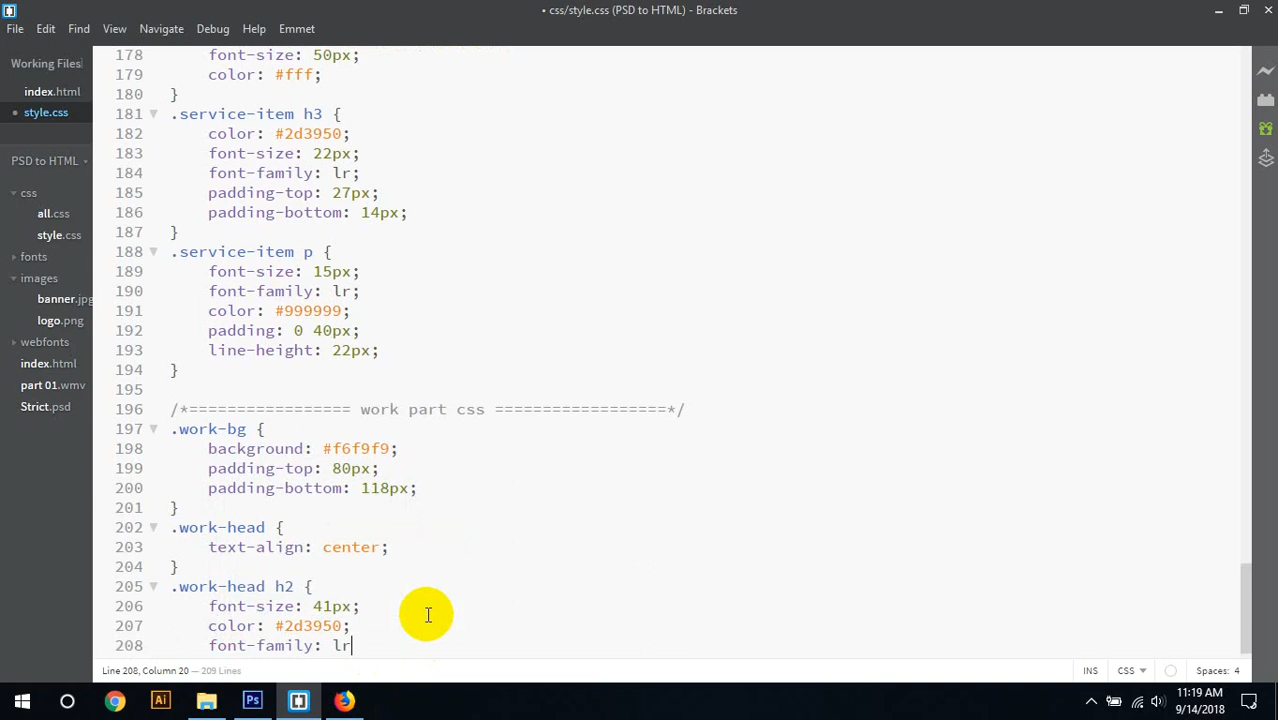 css/style.css (PSD to HTML) - Brackets
File Edit Find View Navigate Debug Help Emmet
Working Files
index.html
style.css
PSD to HTML
css
all.css
style.css
fonts
images
banner.jpg
logo.png
webfonts
index.html
part 01.wmv
Strict.psd
178 font-size: 50px;
179 color: #fff;
180 }
181 .service-item h3 {
182 color: #2d3950;
183 font-size: 22px;
184 font-family: lr;
185 padding-top: 27px;
186 padding-bottom: 14px;
187 }
188 .service-item p {
189 font-size: 15px;
190 font-family: lr;
191 color: #999999;
192 padding: 0 40px;
193 line-height: 22px;
194 }
195
196 /*================= work part css ==================*/
197 .work-bg {
198 background: #f6f9f9;
199 padding-top: 80px;
200 padding-bottom: 118px;
201 }
202 .work-head {
203 text-align: center;
204 }
205 .work-head h2 {
206 font-size: 41px;
207 color: #2d3950;
208 font-family: lr
Line 208, Column 20 — 209 Lines
INS CSS Spaces: 4
Ai Ps
11:19 AM
9/14/2018